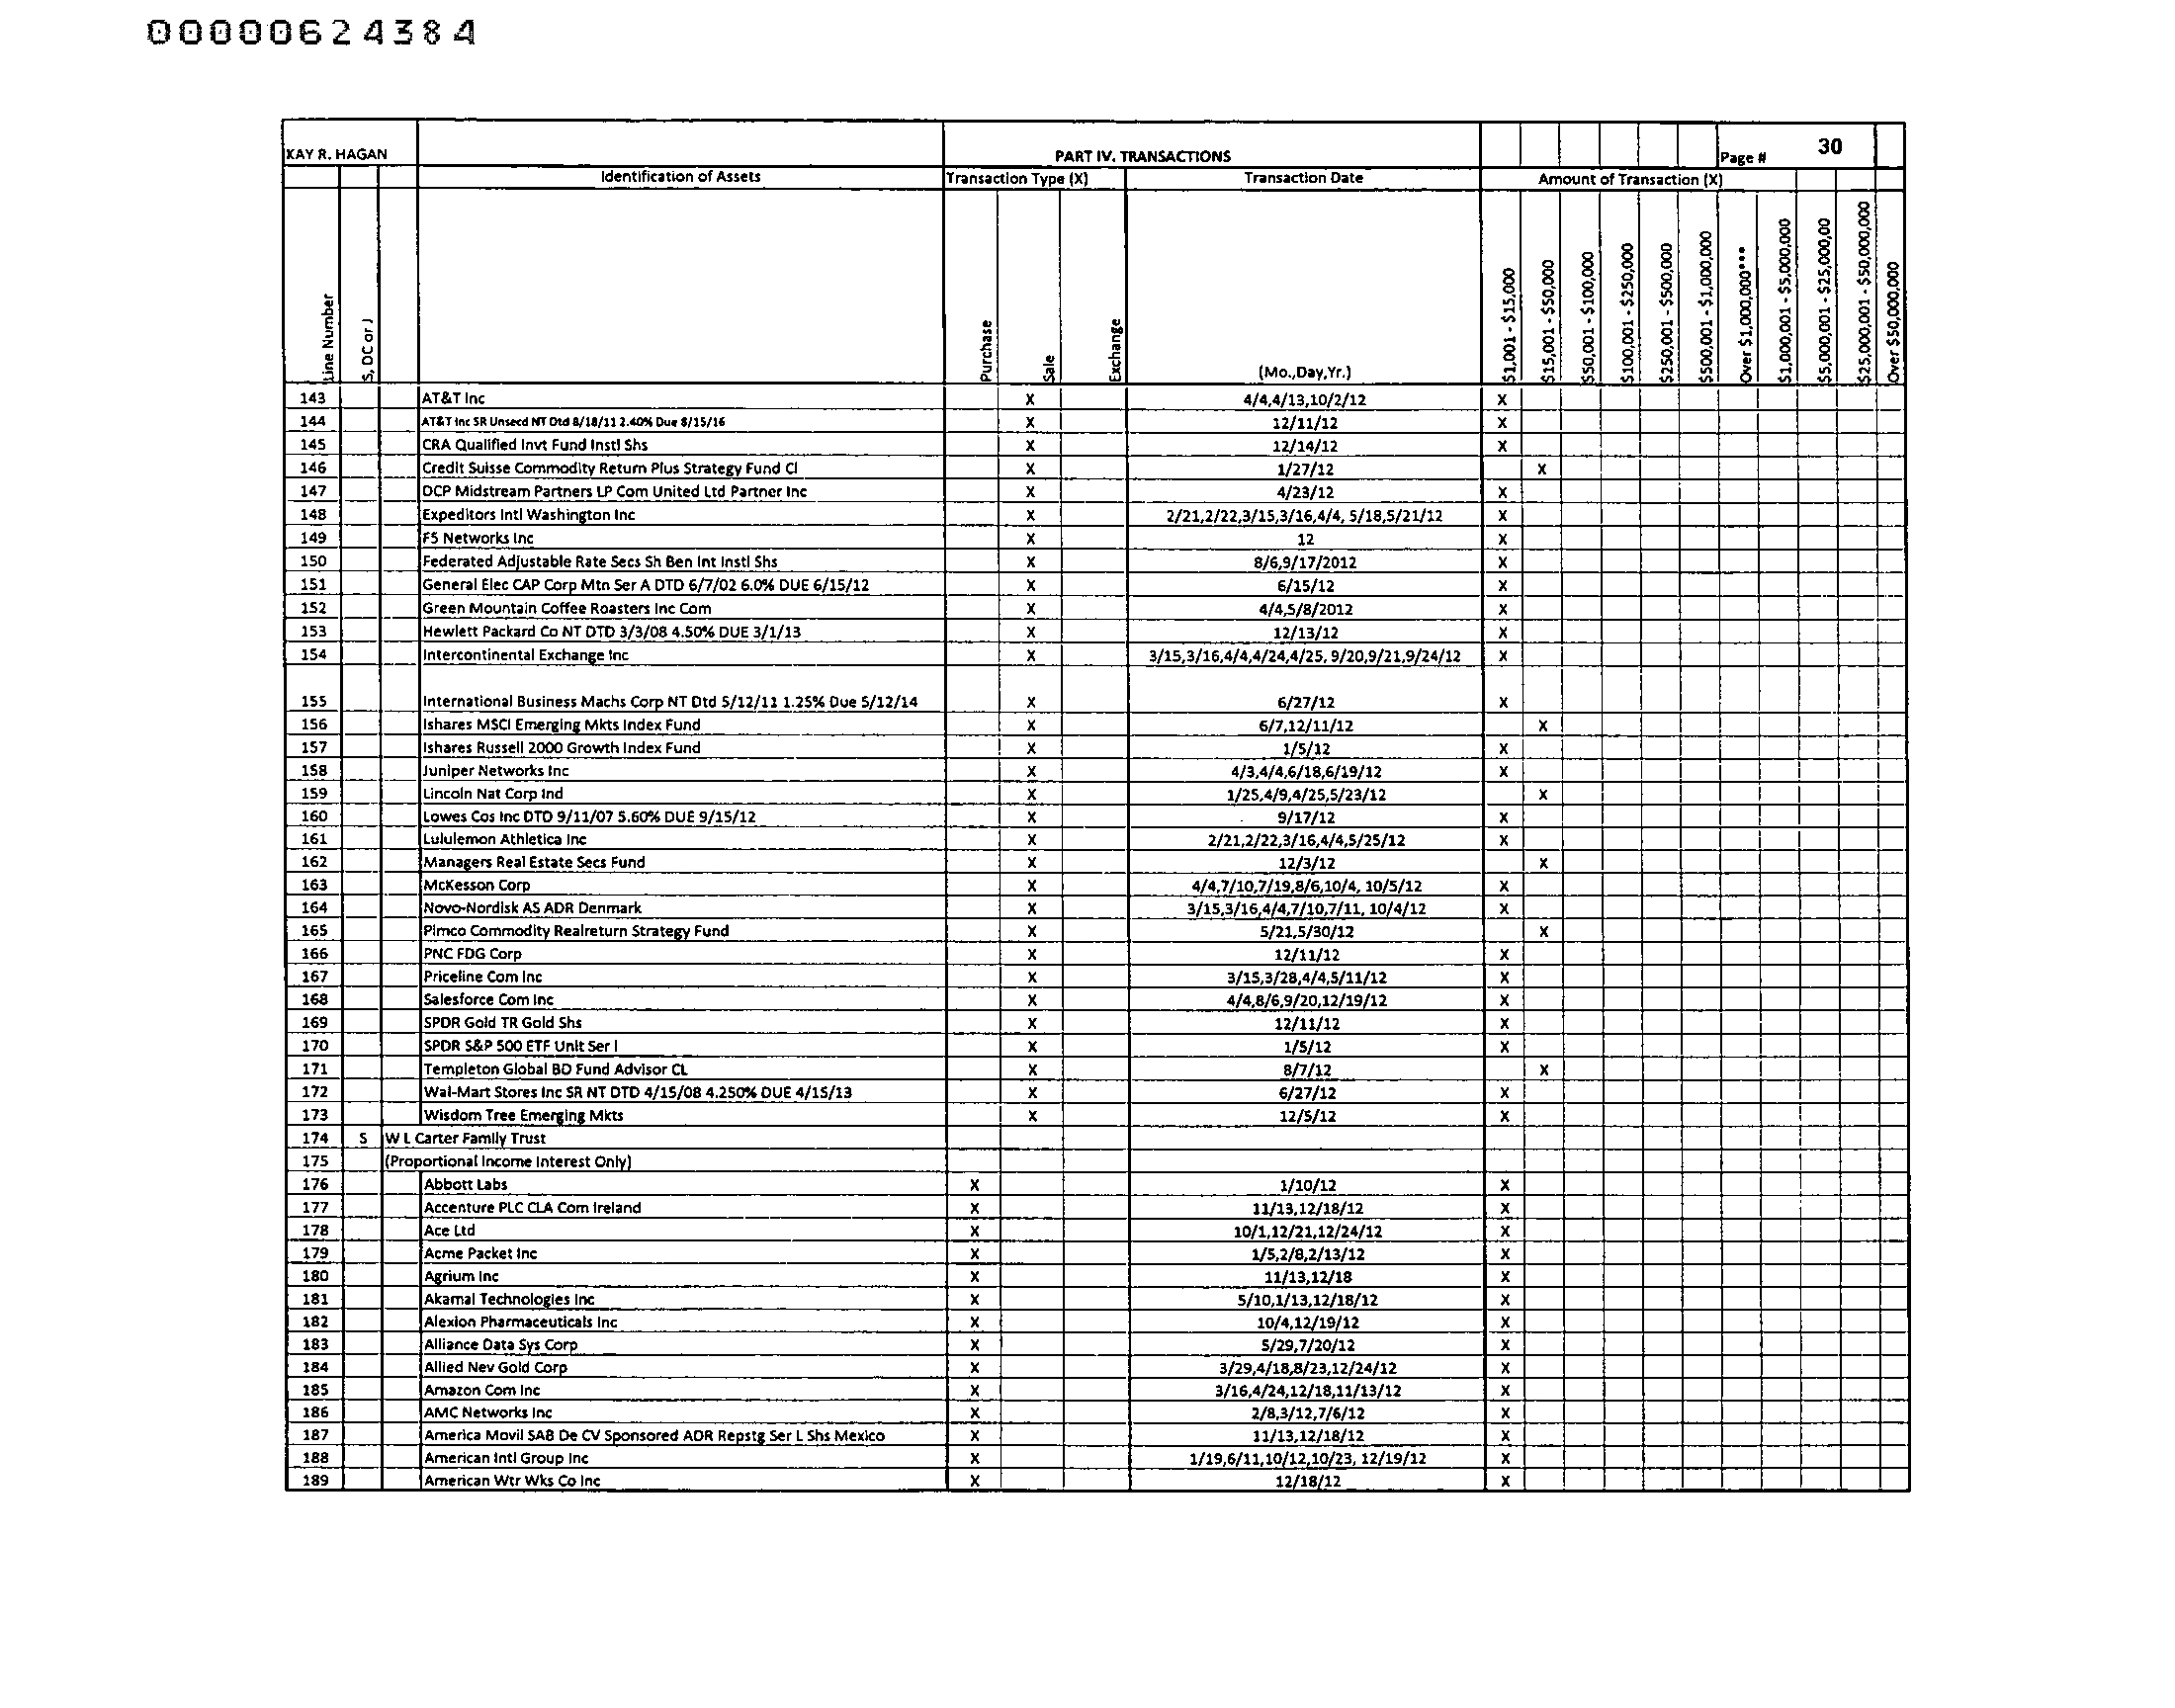 00000624384
KAY R. HAGAN PART IV. TRANSACTIONS Page # 30
Identification of Assets Transaction Type (X) Transaction Date Amount of Transaction (X)
Line Number S, DC or J Purchase Sale Exchange (Mo.,Day,Yr.) $1,001 - $15,000 $15,001 - $50,000 $50,001 - $100,000 $100,001 - $250,000 $250,001 - $500,000 $500,001 - $1,000,000 Over $1,000,000*** $1,000,001 - $5,000,000 $5,000,001 - $25,000,00 $25,000,001 - $50,000,000 Over $50,000,000
143 AT&T Inc X 4/4,4/13,10/2/12 X
144 AT&T Inc SR Unsecd NT Dtd 8/18/11 2.40% Due 8/15/16 X 12/11/12 X
145 CRA Qualified Invt Fund Instl Shs X 12/14/12 X
146 Credit Suisse Commodity Return Plus Strategy Fund Cl X 1/27/12 X
147 DCP Midstream Partners LP Com United Ltd Partner Inc X 4/23/12 X
148 Expeditors Intl Washington Inc X 2/21,2/22,3/15,3/16,4/4, 5/18,5/21/12 X
149 F5 Networks Inc X 12 X
150 Federated Adjustable Rate Secs Sh Ben Int Instl Shs X 8/6,9/17/2012 X
151 General Elec CAP Corp Mtn Ser A DTD 6/7/02 6.0% DUE 6/15/12 X 6/15/12 X
152 Green Mountain Coffee Roasters Inc Com X 4/4,5/8/2012 X
153 Hewlett Packard Co NT DTD 3/3/08 4.50% DUE 3/1/13 X 12/13/12 X
154 Intercontinental Exchange Inc X 3/15,3/16,4/4,4/24,4/25, 9/20,9/21,9/24/12 X
155 International Business Machs Corp NT Dtd 5/12/11 1.25% Due 5/12/14 X 6/27/12 X
156 Ishares MSCI Emerging Mkts Index Fund X 6/7,12/11/12 X
157 Ishares Russell 2000 Growth Index Fund X 1/5/12 X
158 Juniper Networks Inc X 4/3,4/4,6/18,6/19/12 X
159 Lincoln Nat Corp Ind X 1/25,4/9,4/25,5/23/12 X
160 Lowes Cos Inc DTD 9/11/07 5.60% DUE 9/15/12 X 9/17/12 X
161 Lululemon Athletica Inc X 2/21,2/22,3/16,4/4,5/25/12 X
162 Managers Real Estate Secs Fund X 12/3/12 X
163 McKesson Corp X 4/4,7/10,7/19,8/6,10/4, 10/5/12 X
164 Novo-Nordisk AS ADR Denmark X 3/15,3/16,4/4,7/10,7/11, 10/4/12 X
165 Pimco Commodity Realreturn Strategy Fund X 5/21,5/30/12 X
166 PNC FDG Corp X 12/11/12 X
167 Priceline Com Inc X 3/15,3/28,4/4,5/11/12 X
168 Salesforce Com Inc X 4/4,8/6,9/20,12/19/12 X
169 SPDR Gold TR Gold Shs X 12/11/12 X
170 SPDR S&P 500 ETF Unit Ser I X 1/5/12 X
171 Templeton Global BD Fund Advisor CL X 8/7/12 X
172 Wal-Mart Stores Inc SR NT DTD 4/15/08 4.250% DUE 4/15/13 X 6/27/12 X
173 Wisdom Tree Emerging Mkts X 12/5/12 X
174 S W L Carter Family Trust
175 (Proportional Income Interest Only)
176 Abbott Labs X 1/10/12 X
177 Accenture PLC CLA Com Ireland X 11/13,12/18/12 X
178 Ace Ltd X 10/1,12/21,12/24/12 X
179 Acme Packet Inc X 1/5,2/8,2/13/12 X
180 Agrium Inc X 11/13,12/18 X
181 Akamai Technologies Inc X 5/10,1/13,12/18/12 X
182 Alexion Pharmaceuticals Inc X 10/4,12/19/12 X
183 Alliance Data Sys Corp X 5/29,7/20/12 X
184 Allied Nev Gold Corp X 3/29,4/18,8/23,12/24/12 X
185 Amazon Com Inc X 3/16,4/24,12/18,11/13/12 X
186 AMC Networks Inc X 2/8,3/12,7/6/12 X
187 America Movil SAB De CV Sponsored ADR Repstg Ser L Shs Mexico X 11/13,12/18/12 X
188 American Intl Group Inc X 1/19,6/11,10/12,10/23, 12/19/12 X
189 American Wtr Wks Co Inc X 12/18/12 X